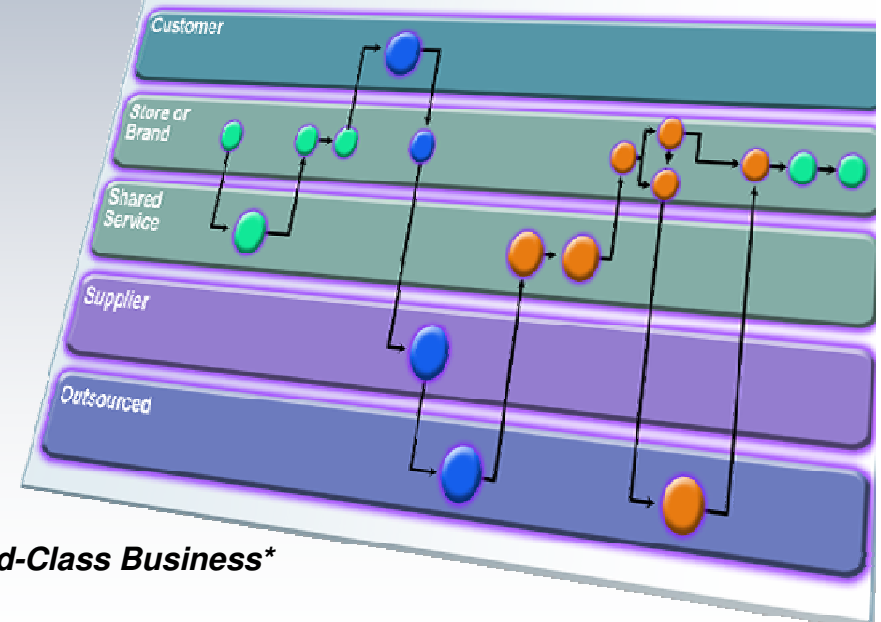 Customer
Store or
Brand
Shared
Service
Supplier
Outsourced
d-Class Business*